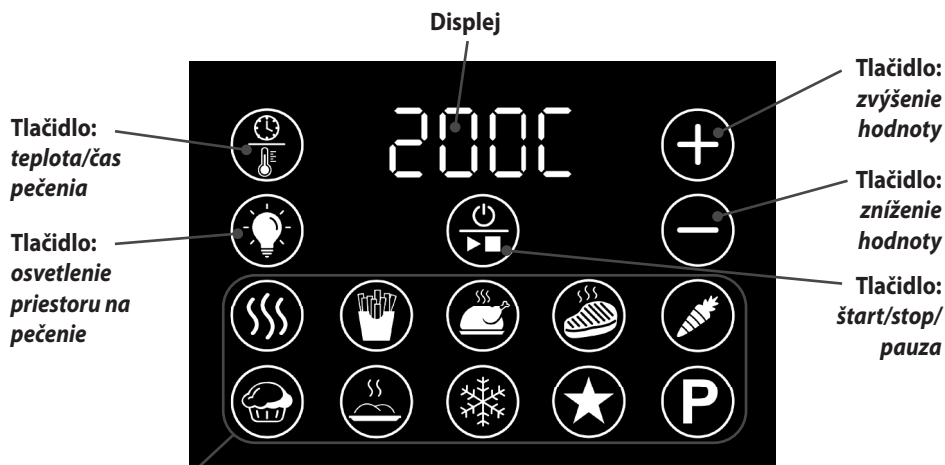 Displej
Tlačidlo:
teplota/čas
pečenia
Tlačidlo:
osvetlenie
priestoru na
pečenie
200C
P
Tlačidlo:
zvýšenie
hodnoty
Tlačidlo:
zníženie
hodnoty
Tlačidlo:
štart/stop/
pauza